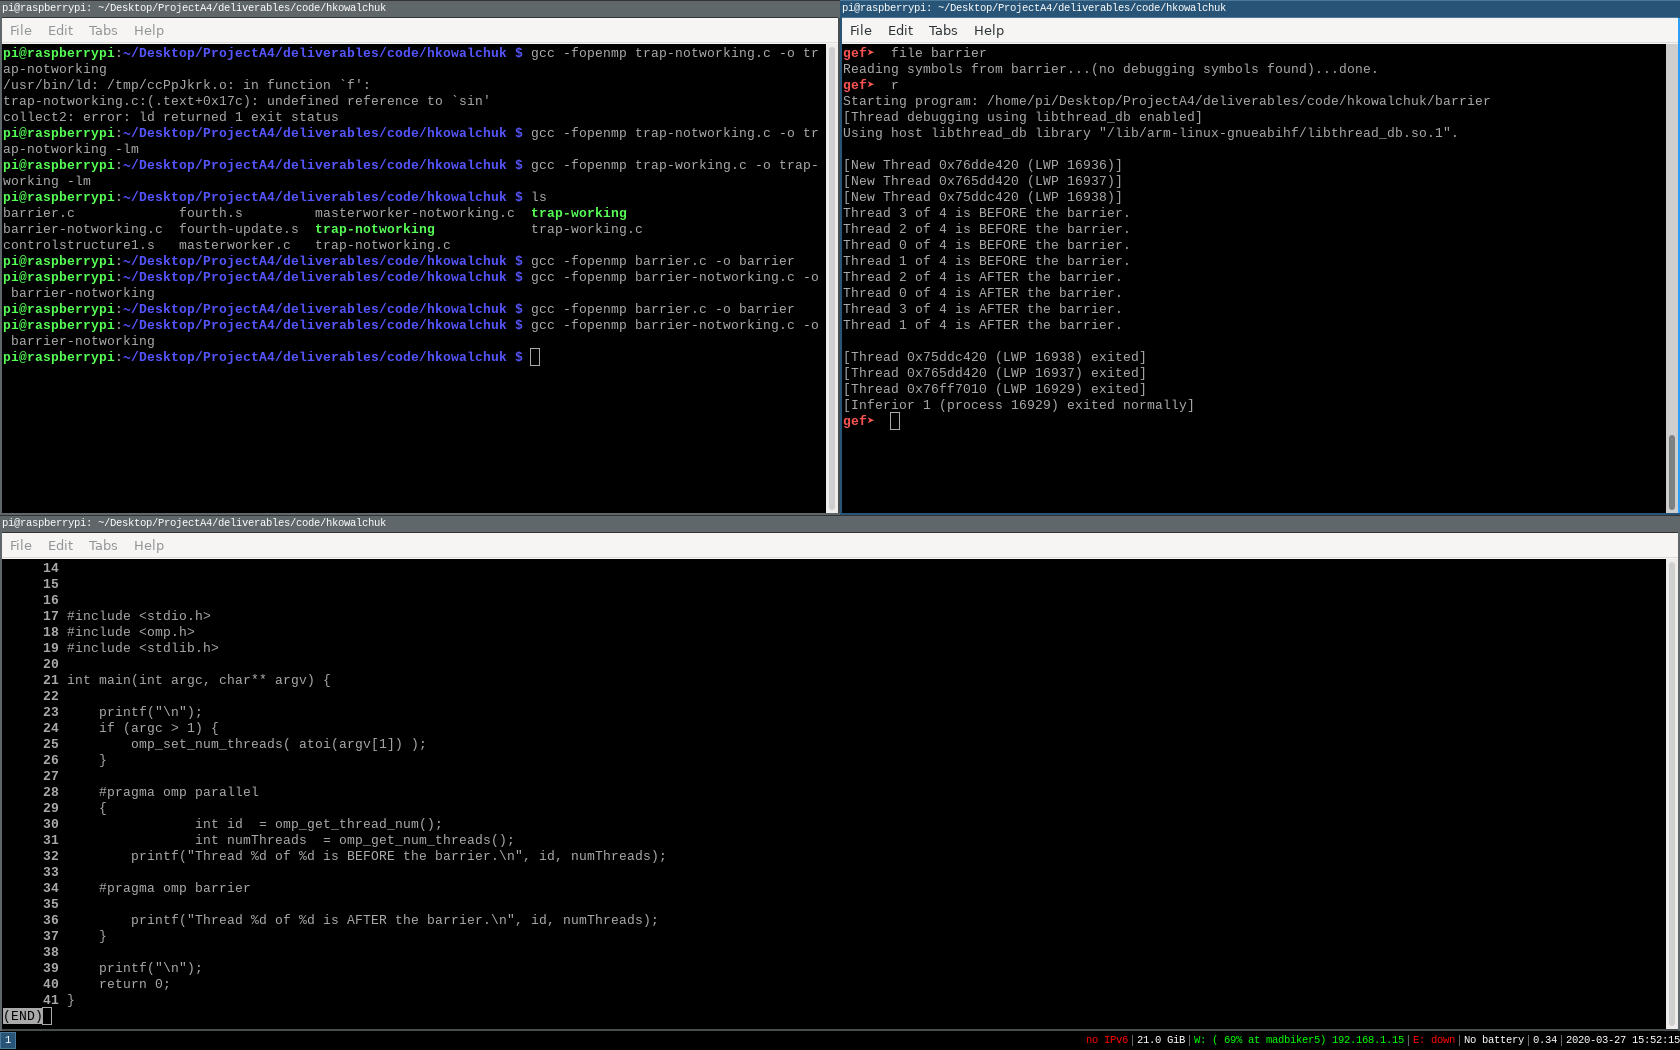 pi@raspberrypi: ~/Desktop/ProjectA4/deliverables/code/hkowalchuk
File Edit Tabs Help
pi@raspberrypi:~/Desktop/ProjectA4/deliverables/code/hkowalchuk $ gcc -fopenmp trap-notworking.c -o tr
ap-notworking
/usr/bin/ld: /tmp/ccPpJkrk.o: in function `f':
trap-notworking.c:(.text+0x17c): undefined reference to `sin'
collect2: error: ld returned 1 exit status
pi@raspberrypi:~/Desktop/ProjectA4/deliverables/code/hkowalchuk $ gcc -fopenmp trap-notworking.c -o tr
ap-notworking -lm
pi@raspberrypi:~/Desktop/ProjectA4/deliverables/code/hkowalchuk $ gcc -fopenmp trap-working.c -o trap-
working -lm
pi@raspberrypi:~/Desktop/ProjectA4/deliverables/code/hkowalchuk $ ls
barrier.c             fourth.s         masterworker-notworking.c  trap-working
barrier-notworking.c  fourth-update.s  trap-notworking            trap-working.c
controlstructure1.s   masterworker.c   trap-notworking.c
pi@raspberrypi:~/Desktop/ProjectA4/deliverables/code/hkowalchuk $ gcc -fopenmp barrier.c -o barrier
pi@raspberrypi:~/Desktop/ProjectA4/deliverables/code/hkowalchuk $ gcc -fopenmp barrier-notworking.c -o
 barrier-notworking
pi@raspberrypi:~/Desktop/ProjectA4/deliverables/code/hkowalchuk $ gcc -fopenmp barrier.c -o barrier
pi@raspberrypi:~/Desktop/ProjectA4/deliverables/code/hkowalchuk $ gcc -fopenmp barrier-notworking.c -o
 barrier-notworking
pi@raspberrypi:~/Desktop/ProjectA4/deliverables/code/hkowalchuk $
pi@raspberrypi: ~/Desktop/ProjectA4/deliverables/code/hkowalchuk
File Edit Tabs Help
gef➤  file barrier
Reading symbols from barrier...(no debugging symbols found)...done.
gef➤  r
Starting program: /home/pi/Desktop/ProjectA4/deliverables/code/hkowalchuk/barrier
[Thread debugging using libthread_db enabled]
Using host libthread_db library "/lib/arm-linux-gnueabihf/libthread_db.so.1".
[New Thread 0x76dde420 (LWP 16936)]
[New Thread 0x765dd420 (LWP 16937)]
[New Thread 0x75ddc420 (LWP 16938)]
Thread 3 of 4 is BEFORE the barrier.
Thread 2 of 4 is BEFORE the barrier.
Thread 0 of 4 is BEFORE the barrier.
Thread 1 of 4 is BEFORE the barrier.
Thread 2 of 4 is AFTER the barrier.
Thread 0 of 4 is AFTER the barrier.
Thread 3 of 4 is AFTER the barrier.
Thread 1 of 4 is AFTER the barrier.
[Thread 0x75ddc420 (LWP 16938) exited]
[Thread 0x765dd420 (LWP 16937) exited]
[Thread 0x76ff7010 (LWP 16929) exited]
[Inferior 1 (process 16929) exited normally]
gef➤
pi@raspberrypi: ~/Desktop/ProjectA4/deliverables/code/hkowalchuk
File Edit Tabs Help
14
15
16
17 #include <stdio.h>
18 #include <omp.h>
19 #include <stdlib.h>
20
21 int main(int argc, char** argv) {
22
23     printf("\n");
24     if (argc > 1) {
25         omp_set_num_threads( atoi(argv[1]) );
26     }
27
28     #pragma omp parallel
29     {
30                 int id  = omp_get_thread_num();
31                 int numThreads  = omp_get_num_threads();
32         printf("Thread %d of %d is BEFORE the barrier.\n", id, numThreads);
33
34     #pragma omp barrier
35
36         printf("Thread %d of %d is AFTER the barrier.\n", id, numThreads);
37     }
38
39     printf("\n");
40     return 0;
41 }
(END)
1 no IPv6|21.0 GiB|W: ( 69% at madbiker5) 192.168.1.15|E: down|No battery|0.34|2020-03-27 15:52:15